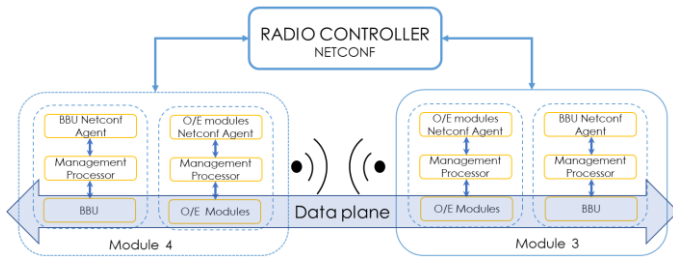 RADIO CONTROLLER
NETCONF
BBU Netconf
Agent
O/E modules
Netconf Agent
O/E modules
Netconf Agent
BBU Netconf
Agent
Management
Processor
Management
Processor
Management
Processor
Management
Processor
BBU
O/E Modules
Data plane
O/E Modules
BBU
Module 4
Module 3